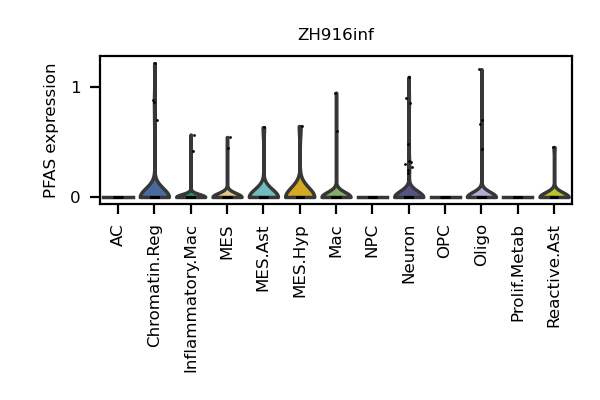 ZH916inf
PFAS expression
1
0
AC
Chromatin.Reg
Inflammatory.Mac
MES
MES.Ast
MES.Hyp
Mac
NPC
Neuron
OPC
Oligo
Prolif.Metab
Reactive.Ast